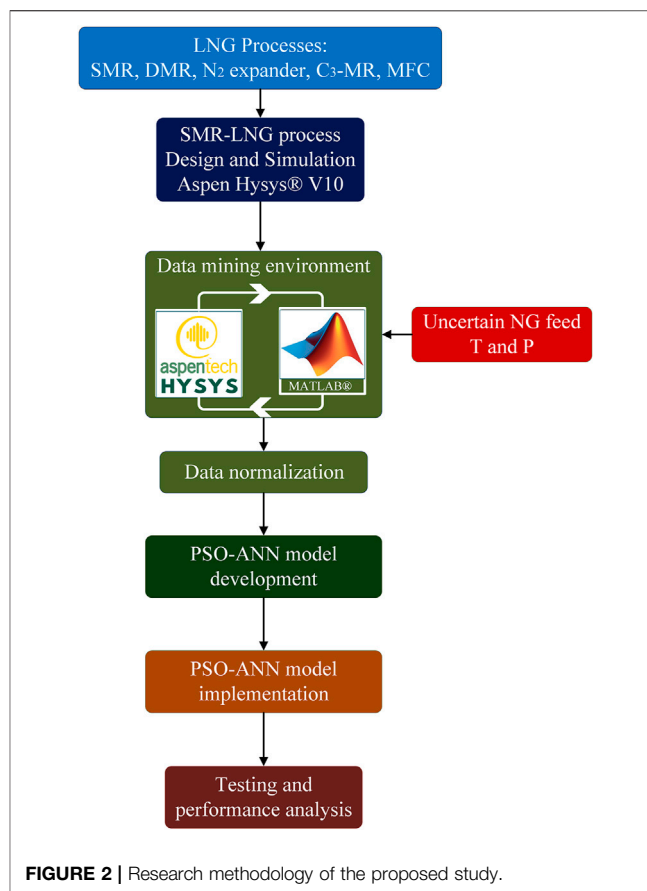 LNG Processes:
SMR, DMR, N2 expander, C3-MR, MFC
SMR-LNG process
Design and Simulation
Aspen Hysys® V10
Data mining environment
aspentech
HYSYS
MATLAB®
Uncertain NG feed
T and P
Data normalization
PSO-ANN model
development
PSO-ANN model
implementation
Testing and
performance analysis
FIGURE 2 | Research methodology of the proposed study.